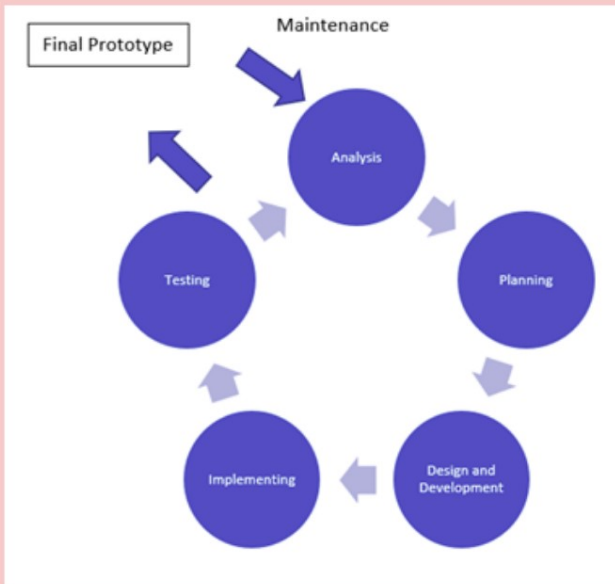 Maintenance
Final Prototype
Analysis
Planning
Design and
Development
Implementing
Testing